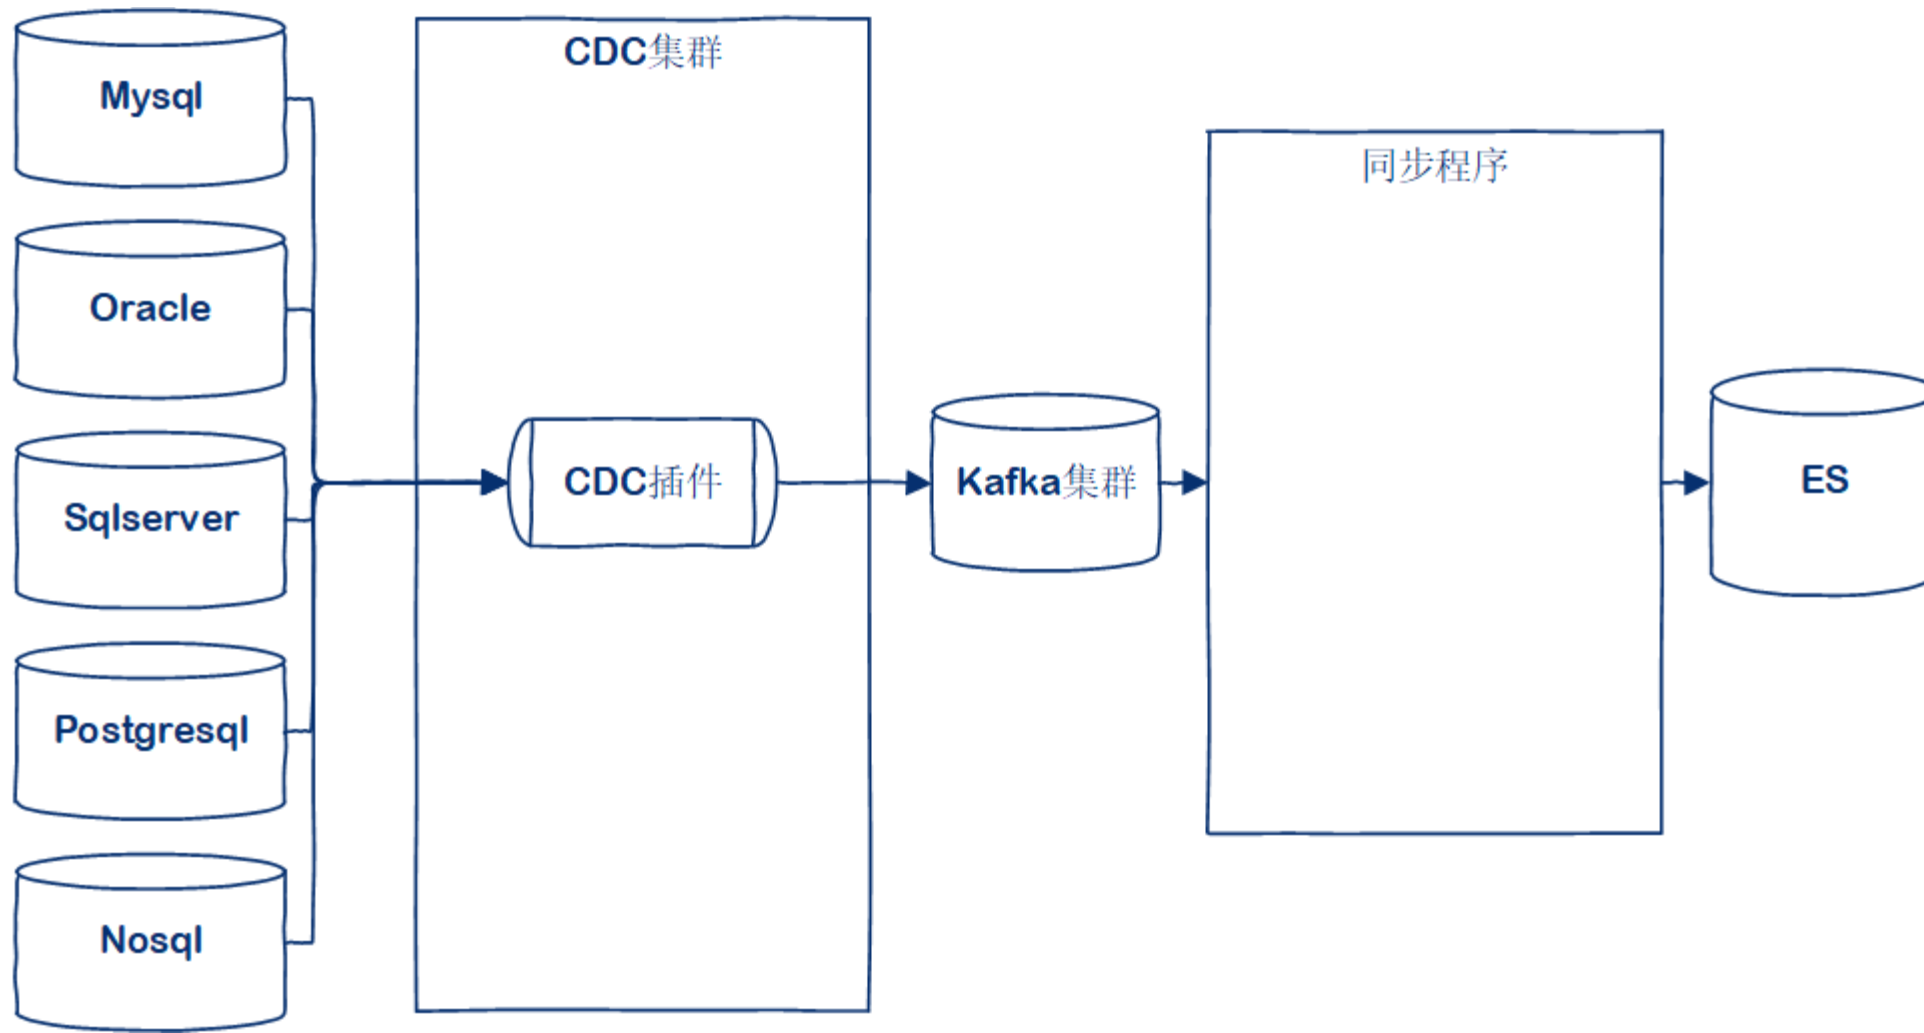 Mysql
Oracle
Sqlserver
Postgresql
Nosql
CDC集群
CDC插件
Kafka集群
同步程序
ES